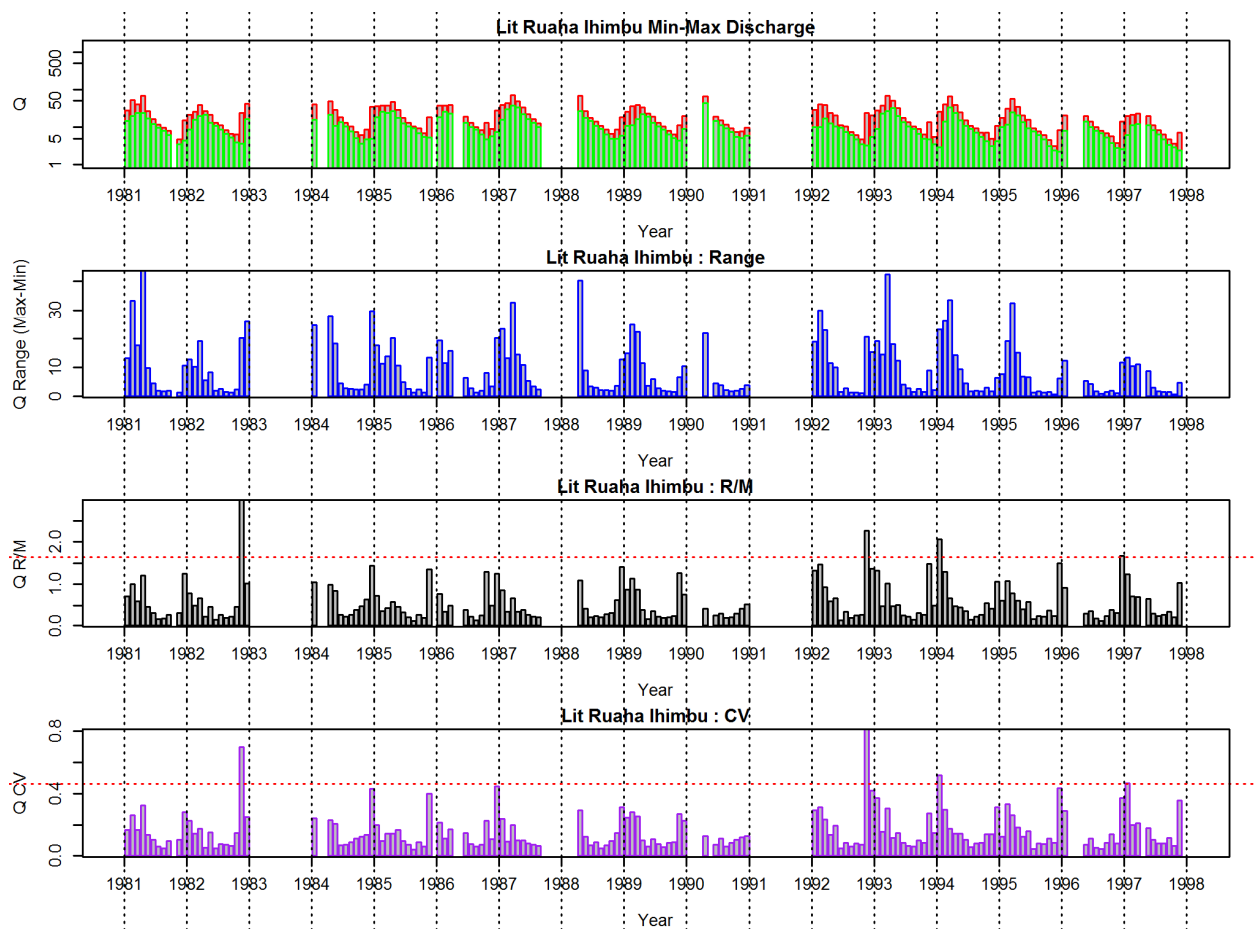 Lit Ruaha Ihimbu Min-Max Discharge
Q
500
50
5
1
1981 1982 1983 1984 1985 1986 1987 1988 1989 1990 1991 1992 1993 1994 1995 1996 1997 1998
Year
Lit Ruaha Ihimbu : Range
Q Range (Max-Min)
30
10
0
1981 1982 1983 1984 1985 1986 1987 1988 1989 1990 1991 1992 1993 1994 1995 1996 1997 1998
Year
Lit Ruaha Ihimbu : R/M
Q R/M
2.0
1.0
0.0
1981 1982 1983 1984 1985 1986 1987 1988 1989 1990 1991 1992 1993 1994 1995 1996 1997 1998
Year
Lit Ruaha Ihimbu : CV
Q CV
0.8
0.4
0.0
1981 1982 1983 1984 1985 1986 1987 1988 1989 1990 1991 1992 1993 1994 1995 1996 1997 1998
Year